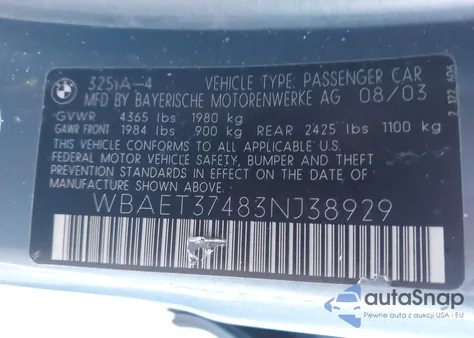 BMW
325iA-4 VEHICLE TYPE: PASSENGER CAR
MFD BY BAYERISCHE MOTORENWERKE AG 08/03
GVWR 4365 lbs 1980 kg
GAWR FRONT 1984 lbs 900 kg REAR 2425 lbs 1100 kg
THIS VEHICLE CONFORMS TO ALL APPLICABLE U.S.
FEDERAL MOTOR VEHICLE SAFETY, BUMPER AND THEFT
PREVENTION STANDARDS IN EFFECT ON THE DATE OF
MANUFACTURE SHOWN ABOVE.
WBAET37483NJ38929
autoSnap
Pewne auta z aukcji USA i EU